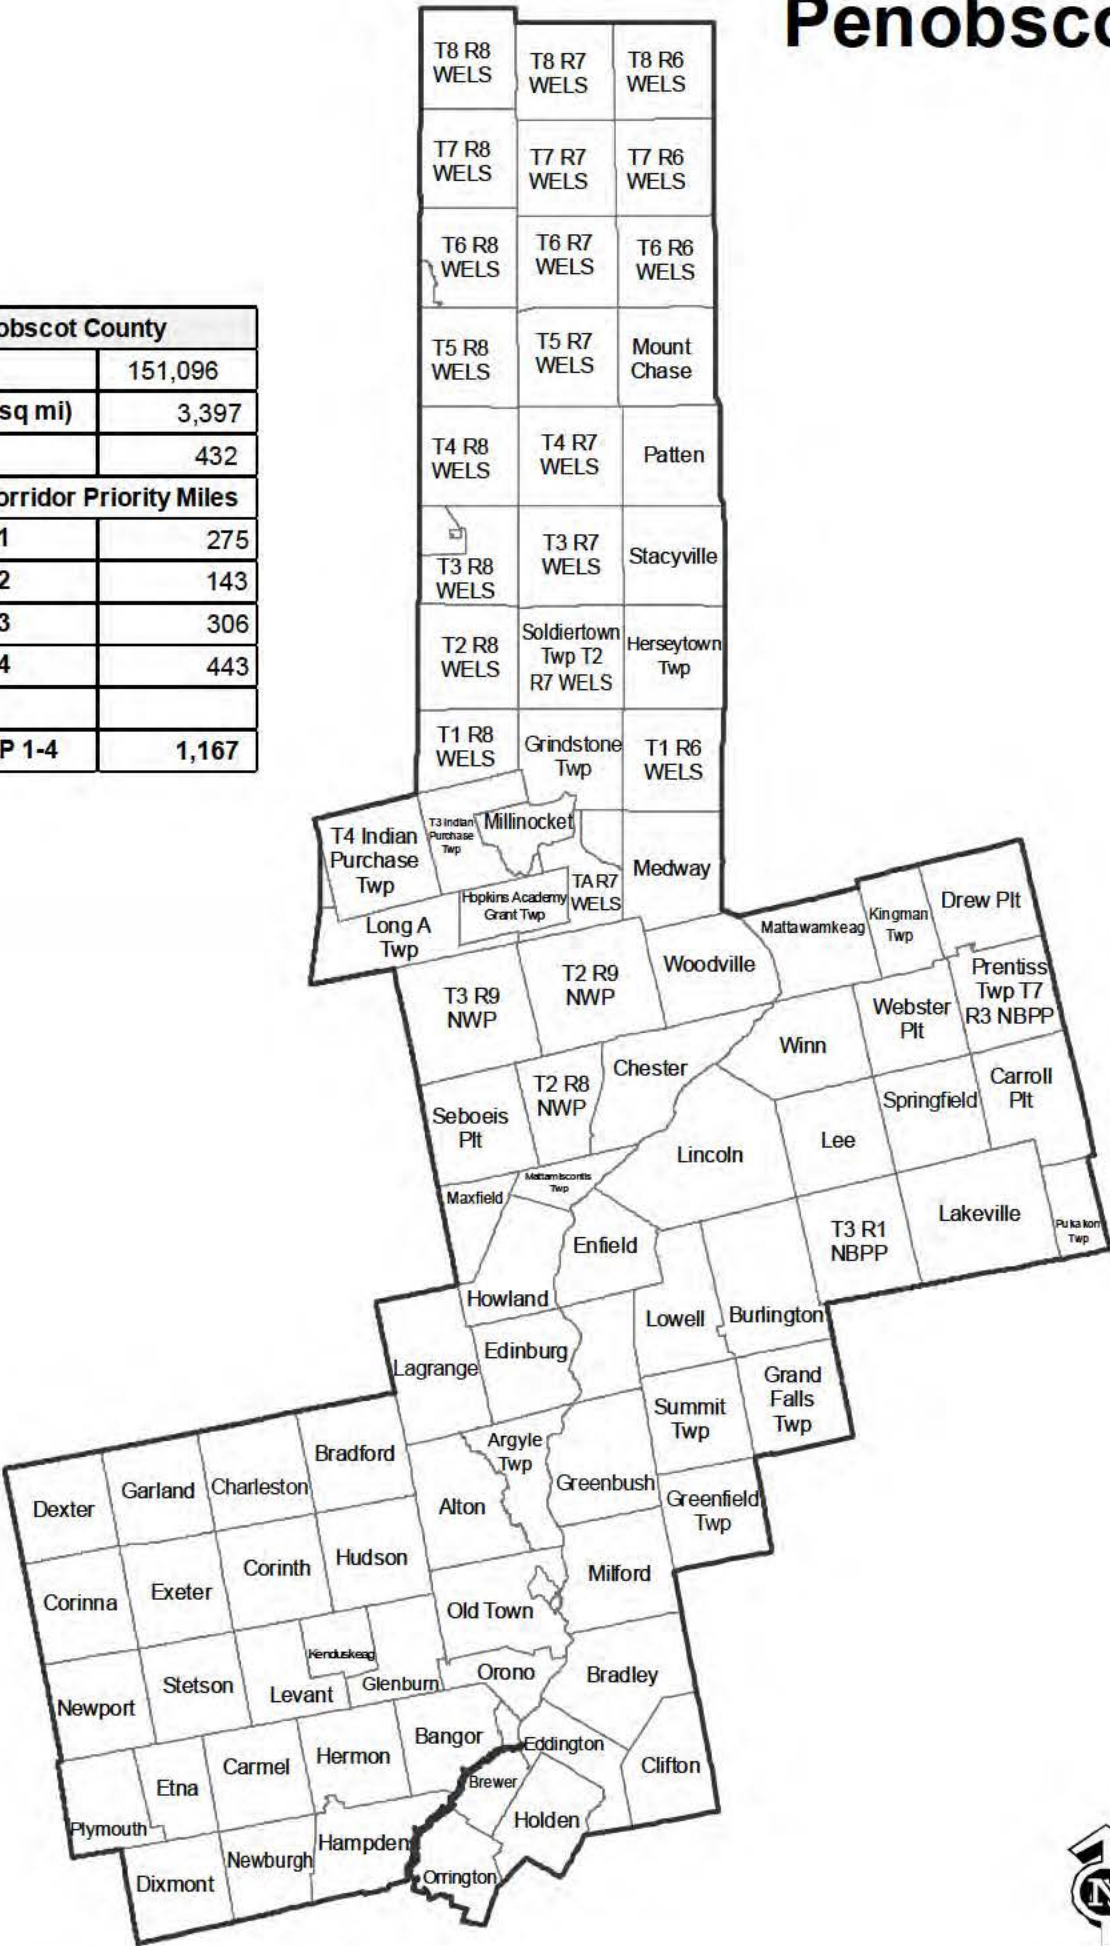 Penobsco
obscot County
151,096
sq mi) 3,397
432
orridor Priority Miles
1 275
2 143
3 306
4 443
P 1-4 1,167
T8 R8
WELS
T8 R7
WELS
T8 R6
WELS
T7 R8
WELS
T7 R7
WELS
T7 R6
WELS
T6 R8
WELS
T6 R7
WELS
T6 R6
WELS
T5 R8
WELS
T5 R7
WELS
Mount
Chase
T4 R8
WELS
T4 R7
WELS
Patten
T3 R8
WELS
T3 R7
WELS
Stacyville
T2 R8
WELS
Soldiertown
Twp T2
R7 WELS
Herseytown
Twp
T1 R8
WELS
Grindstone
Twp
T1 R6
WELS
T4 Indian
Purchase
Twp
T3 Indian
Purchase
Twp
Millinocket
Medway
TA R7
WELS
Hopkins Academy
Grant Twp
Long A
Twp
Mattawamkeag
Kingman
Twp
Drew Plt
Woodville
T2 R9
NWP
T3 R9
NWP
Prentiss
Twp T7
R3 NBPP
Webster
Plt
Winn
Chester
T2 R8
NWP
Seboeis
Plt
Carroll
Plt
Springfield
Lee
Lincoln
Mattamiscontis
Twp
Maxfield
Lakeville
Pukakon
Twp
T3 R1
NBPP
Enfield
Howland
Lowell
Burlington
Edinburg
Lagrange
Grand
Falls
Twp
Summit
Twp
Argyle
Twp
Bradford
Charleston
Garland
Dexter
Greenbush
Greenfield
Twp
Alton
Hudson
Corinth
Exeter
Corinna
Milford
Old Town
Kenduskeag
Glenburn
Orono
Bradley
Stetson
Levant
Newport
Bangor
Eddington
Hermon
Carmel
Etna
Clifton
Brewer
Holden
Plymouth
Hampden
Newburgh
Dixmont
Orrington
N